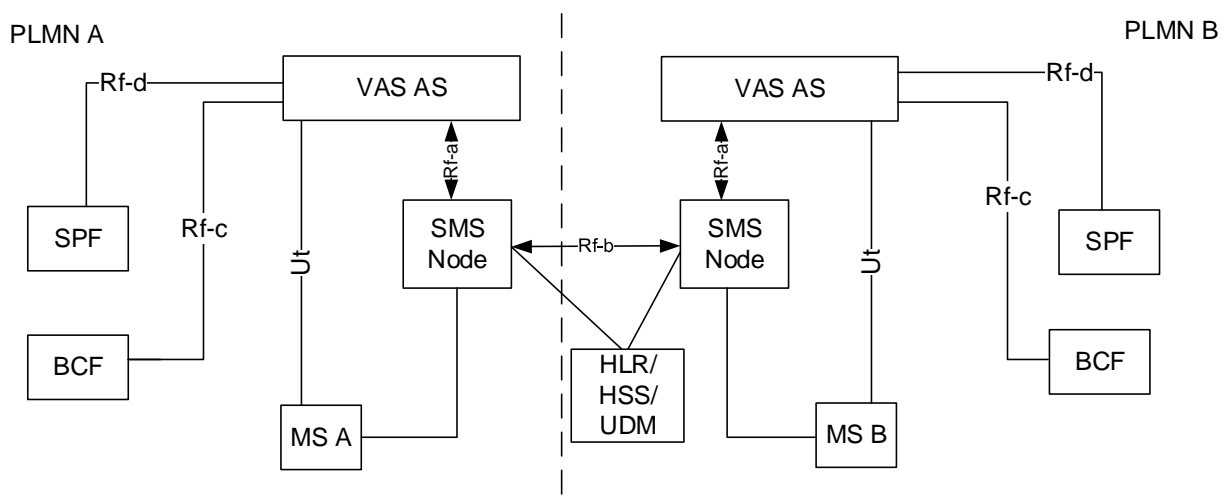 PLMN A
PLMN B
VAS AS
VAS AS
Rf-d
Rf-d
Rf-a
Rf-a
Rf-c
Rf-c
SPF
SMS
Node
Rf-b
SMS
Node
SPF
Ut
Ut
BCF
HLR/
HSS/
UDM
BCF
MS A
MS B